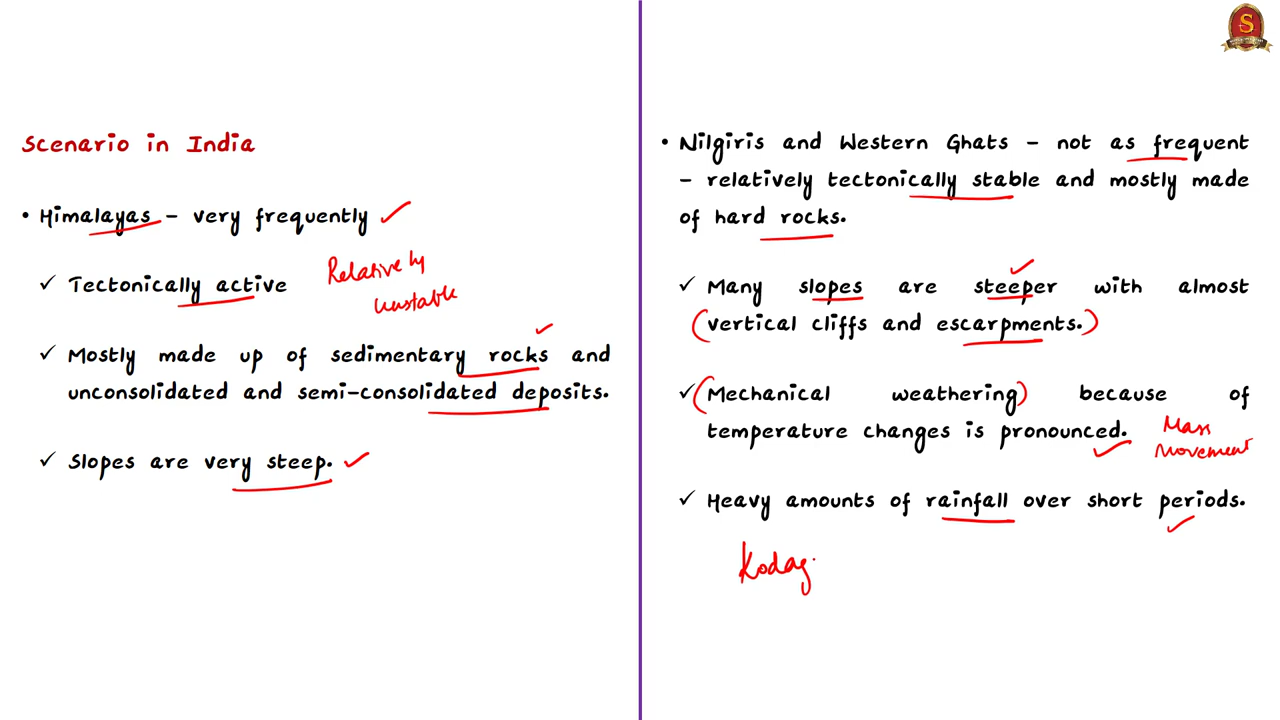 Scenario in India
• Himalayas – very frequently
✓ Tectonically active
Relatively
unstable
✓ Mostly made up of sedimentary rocks and
unconsolidated and semi-consolidated deposits.
✓ Slopes are very steep.
S
• Nilgiris and Western Ghats – not as frequent
– relatively tectonically stable and mostly made
of hard rocks.
✓ Many slopes are steeper with almost
(vertical cliffs and escarpments.)
✓ (Mechanical weathering) because of
temperature changes is pronounced.
Mass
Movement
✓ Heavy amounts of rainfall over short periods.
Kodag